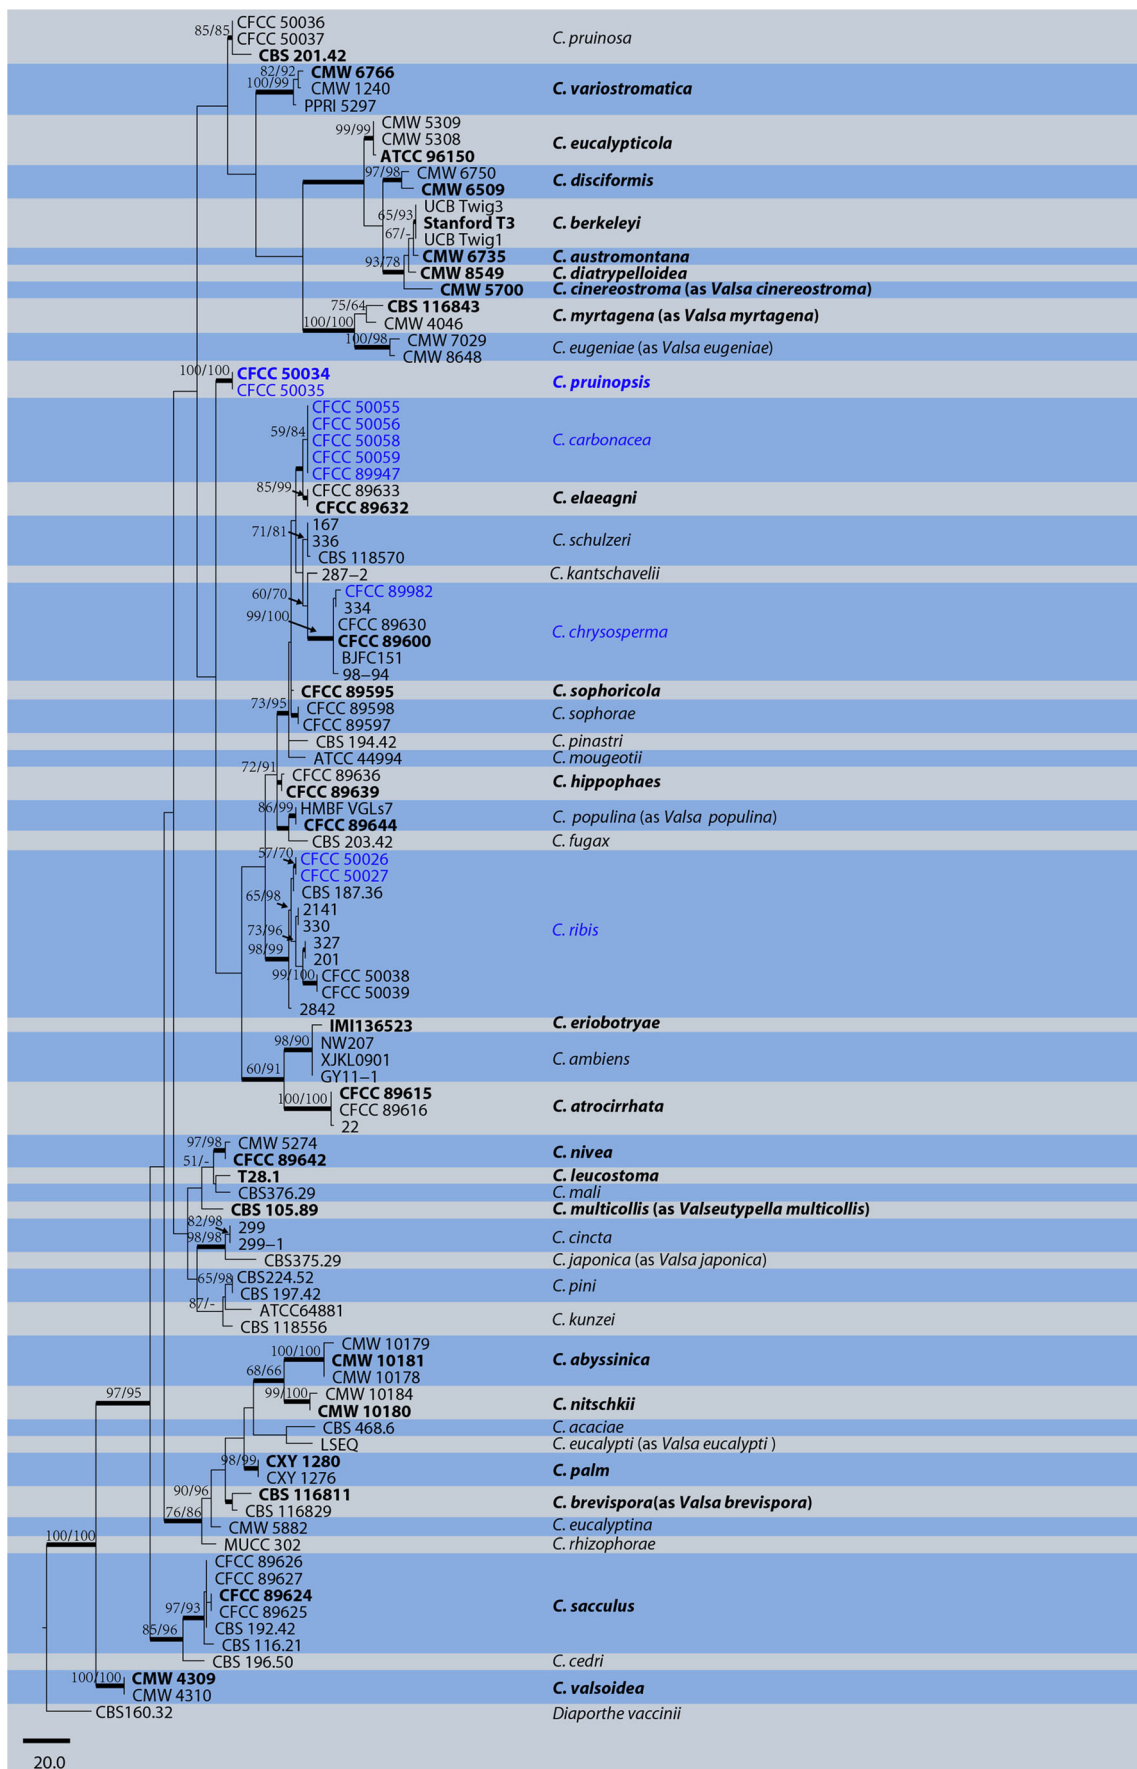 85/85
CFCC 50036
CFCC 50037
CBS 201.42
C. pruinosa
82/92
100/99
CMW 6766
CMW 1240
PPRI 5297
C. variostromatica
99/99
CMW 5309
CMW 5308
ATCC 96150
C. eucalypticola
97/98
CMW 6750
CMW 6509
C. disciformis
65/93
67/-
UCB Twig3
Stanford T3
UCB Twig1
C. berkeleyi
CMW 6735
C. austromontana
93/78
CMW 8549
C. diatrypelloidea
CMW 5700
C. cinereostroma (as Valsa cinereostroma)
75/64
100/100
CBS 116843
CMW 4046
C. myrtagena (as Valsa myrtagena)
100/98
CMW 7029
CMW 8648
C. eugeniae (as Valsa eugeniae)
100/100
CFCC 50034
CFCC 50035
C. pruinopsis
59/84
CFCC 50055
CFCC 50056
CFCC 50058
CFCC 50059
CFCC 89947
C. carbonacea
85/99
CFCC 89633
CFCC 89632
C. elaeagni
71/81
167
336
CBS 118570
C. schulzeri
287−2
C. kantschavelii
60/70
99/100
CFCC 89982
334
CFCC 89630
CFCC 89600
BJFC151
98−94
C. chrysosperma
CFCC 89595
C. sophoricola
73/95
CFCC 89598
CFCC 89597
C. sophorae
CBS 194.42
C. pinastri
ATCC 44994
C. mougeotii
72/91
CFCC 89636
CFCC 89639
C. hippophaes
86/99
HMBF VGLs7
CFCC 89644
C. populina (as Valsa populina)
CBS 203.42
C. fugax
57/70
65/98
73/96
98/99
99/100
CFCC 50026
CFCC 50027
CBS 187.36
2141
330
327
201
CFCC 50038
CFCC 50039
2842
C. ribis
IMI136523
C. eriobotryae
98/90
60/91
NW207
XJKL0901
GY11−1
C. ambiens
100/100
CFCC 89615
CFCC 89616
22
C. atrocirrhata
97/98
51/-
CMW 5274
CFCC 89642
C. nivea
T28.1
C. leucostoma
CBS376.29
C. mali
CBS 105.89
C. multicollis (as Valseutypella multicollis)
82/98
98/98
299
299−1
C. cincta
CBS375.29
C. japonica (as Valsa japonica)
65/98
CBS224.52
CBS 197.42
C. pini
87/-
ATCC64881
CBS 118556
C. kunzei
100/100
68/66
CMW 10179
CMW 10181
CMW 10178
C. abyssinica
97/95
99/100
CMW 10184
CMW 10180
C. nitschkii
CBS 468.6
C. acaciae
LSEQ
C. eucalypti (as Valsa eucalypti )
98/99
CXY 1280
CXY 1276
C. palm
90/96
76/86
CBS 116811
CBS 116829
C. brevispora(as Valsa brevispora)
CMW 5882
C. eucalyptina
100/100
MUCC 302
C. rhizophorae
97/93
85/96
CFCC 89626
CFCC 89627
CFCC 89624
CFCC 89625
CBS 192.42
CBS 116.21
C. sacculus
CBS 196.50
C. cedri
100/100
CMW 4309
CMW 4310
C. valsoidea
CBS160.32
Diaporthe vaccinii
20.0